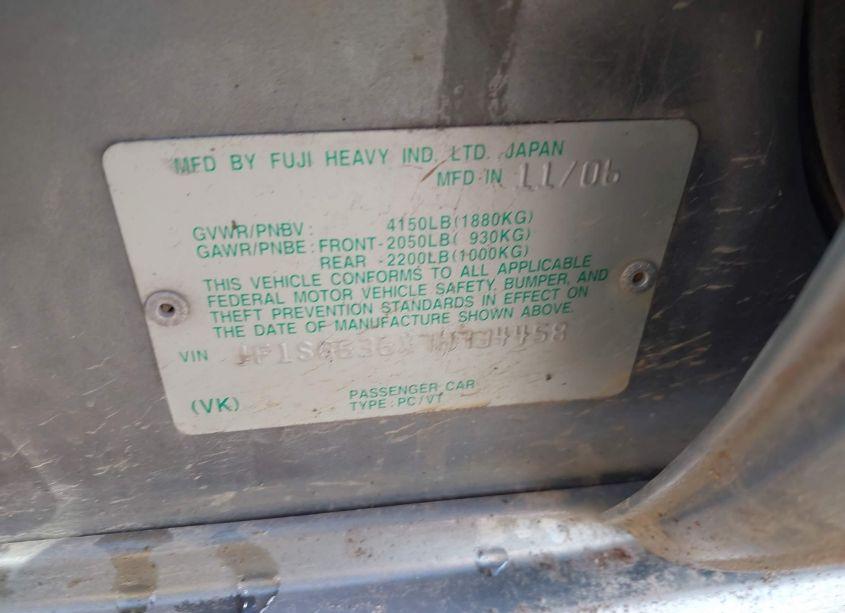 MFD BY FUJI HEAVY IND. LTD. JAPAN
MFD IN 11/06
GVWR/PNBV: 4150LB(1880KG)
GAWR/PNBE: FRONT-2050LB( 930KG)
REAR -2200LB(1000KG)
THIS VEHICLE CONFORMS TO ALL APPLICABLE
FEDERAL MOTOR VEHICLE SAFETY, BUMPER, AND
THEFT PREVENTION STANDARDS IN EFFECT ON
THE DATE OF MANUFACTURE SHOWN ABOVE.
VIN
(VK)
PASSENGER CAR
TYPE: PC/VT